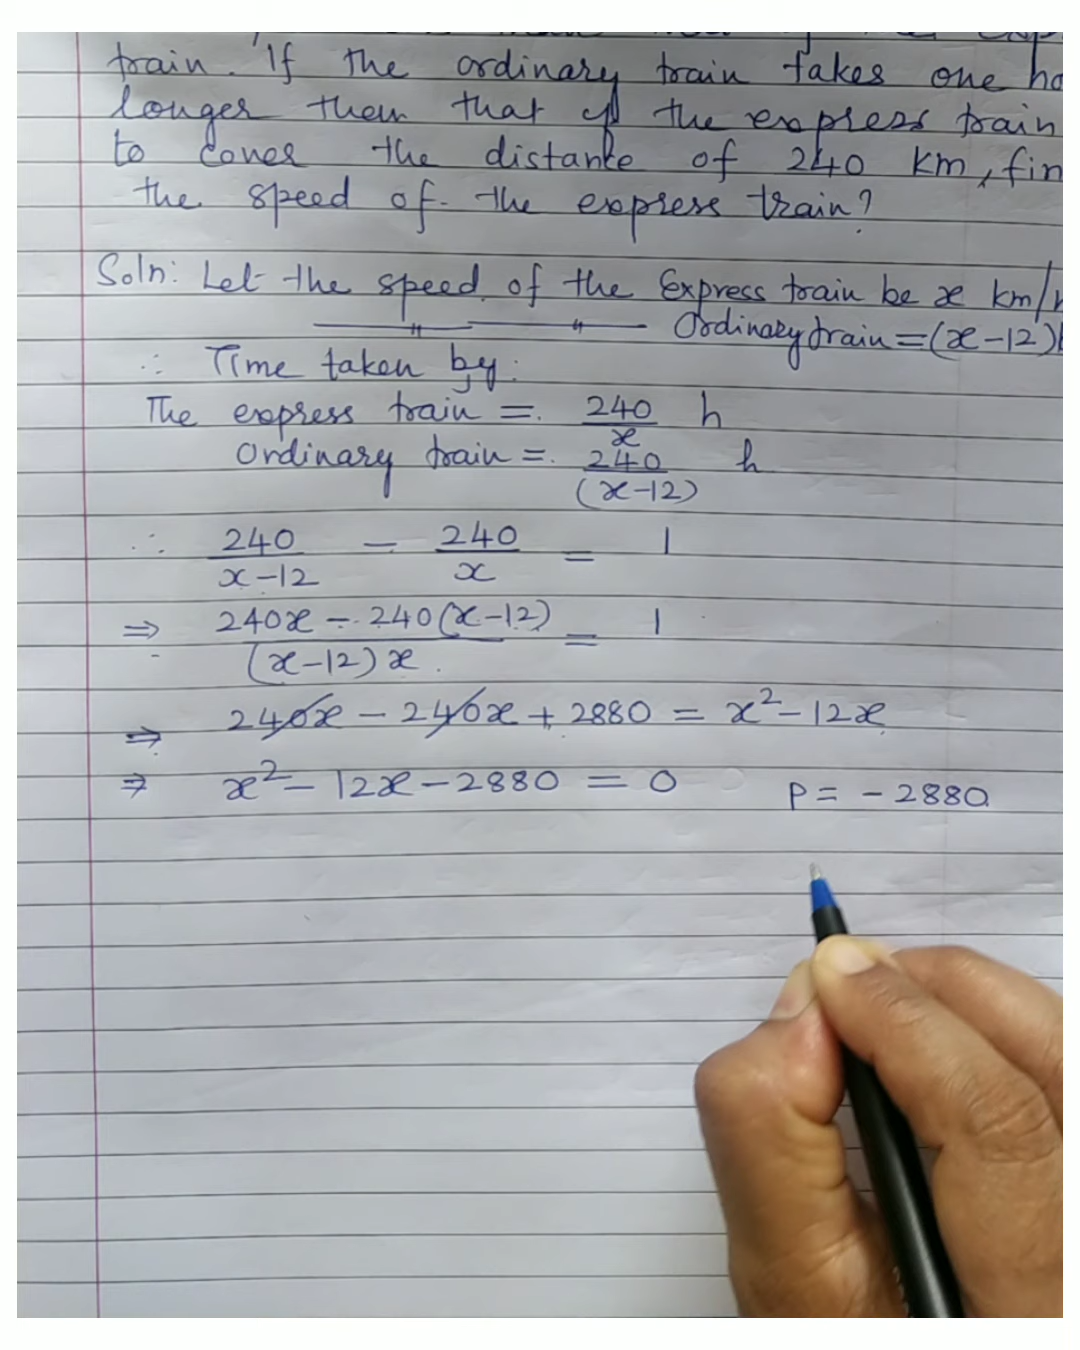 train. If the ordinary train takes one ho
longer then that of the express train
to cover the distance of 240 km, fin
the speed of the express train?
Soln: Let the speed of the Express train be x km/h
—〃— —〃— Ordinary train = (x-12)
∴ Time taken by:
The express train = 240/x h
Ordinary train = 240/(x-12) h
∴ 240/x-12 - 240/x = 1
⇒ 240x - 240(x-12)/(x-12)x = 1
⇒ 240x - 240x + 2880 = x² - 12x
⇒ x² - 12x - 2880 = 0 P = - 2880